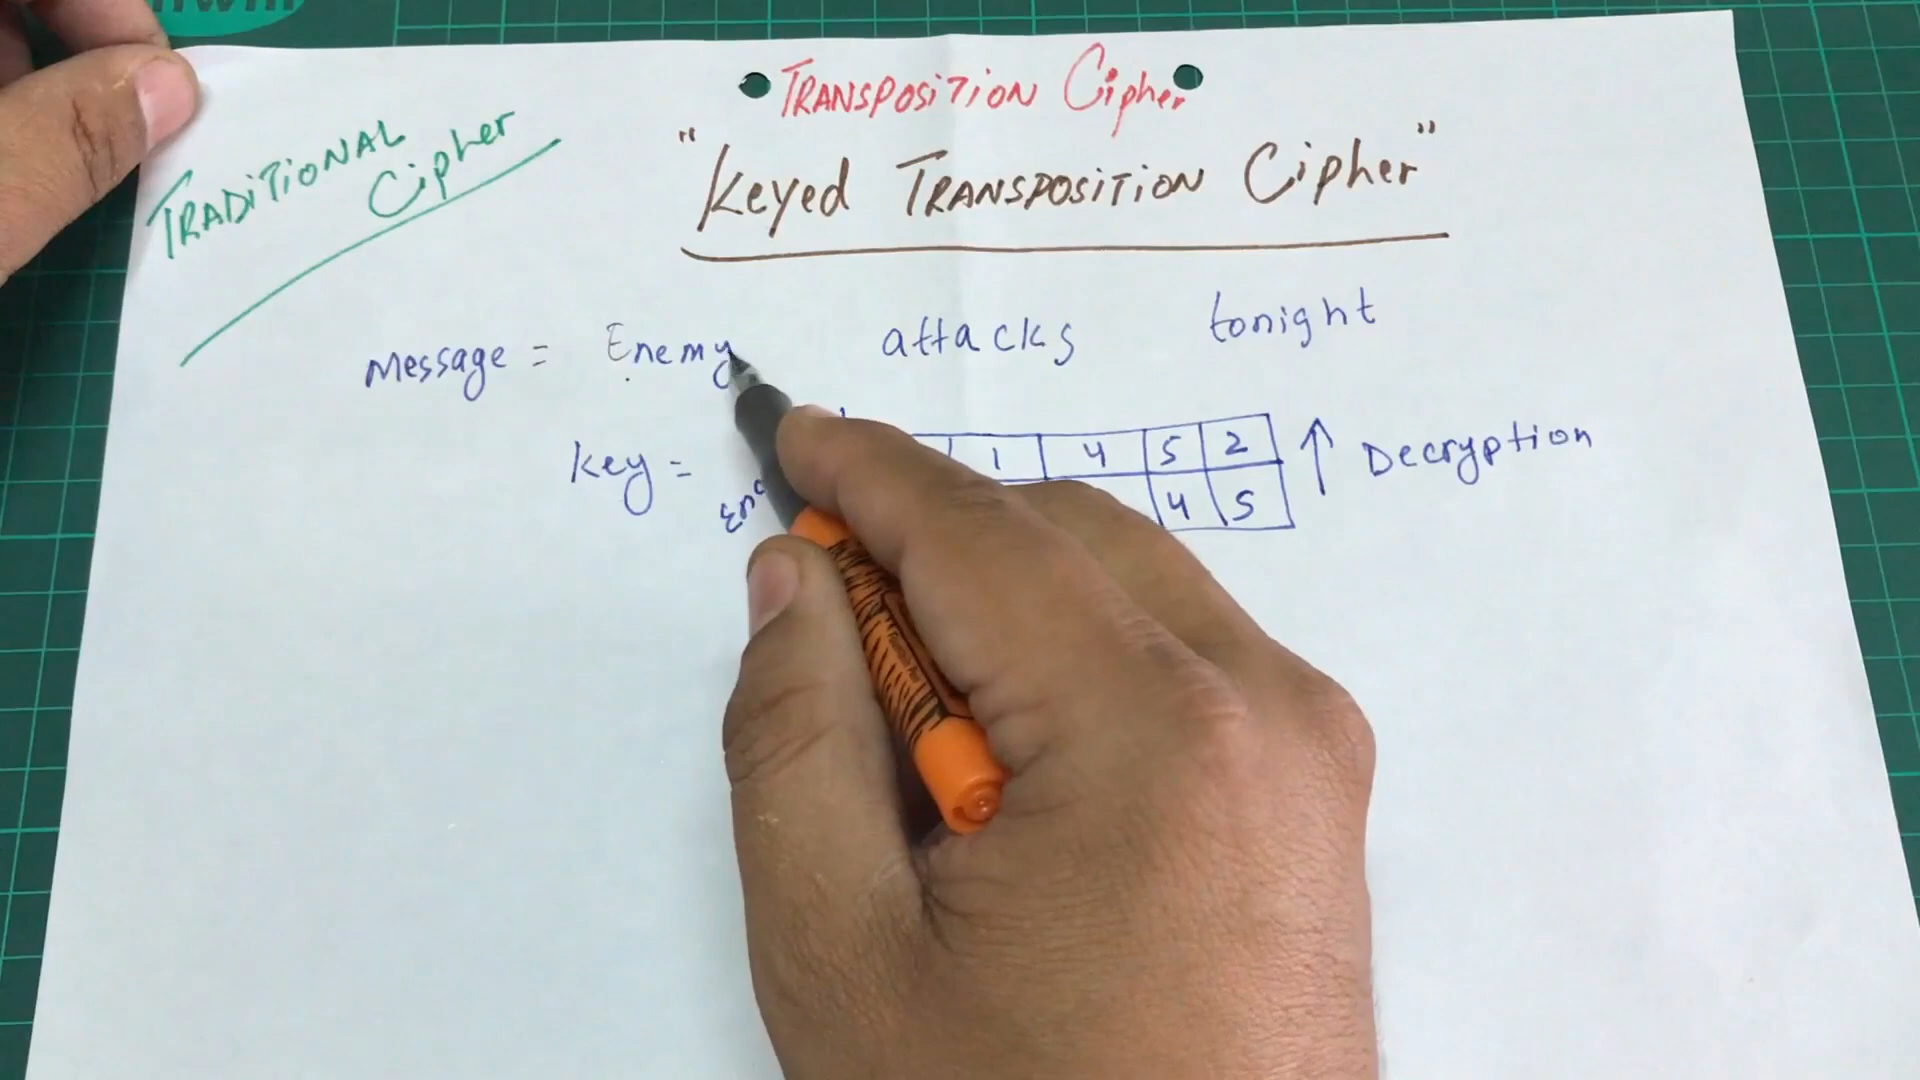 TRANSPOSITION Cipher
"Keyed TRANSPOSITION Cipher"
TRADITIONAL
Cipher
Message = Enemy attacks tonight
Key = 1 4 5 2
4 5
↑ Decryption